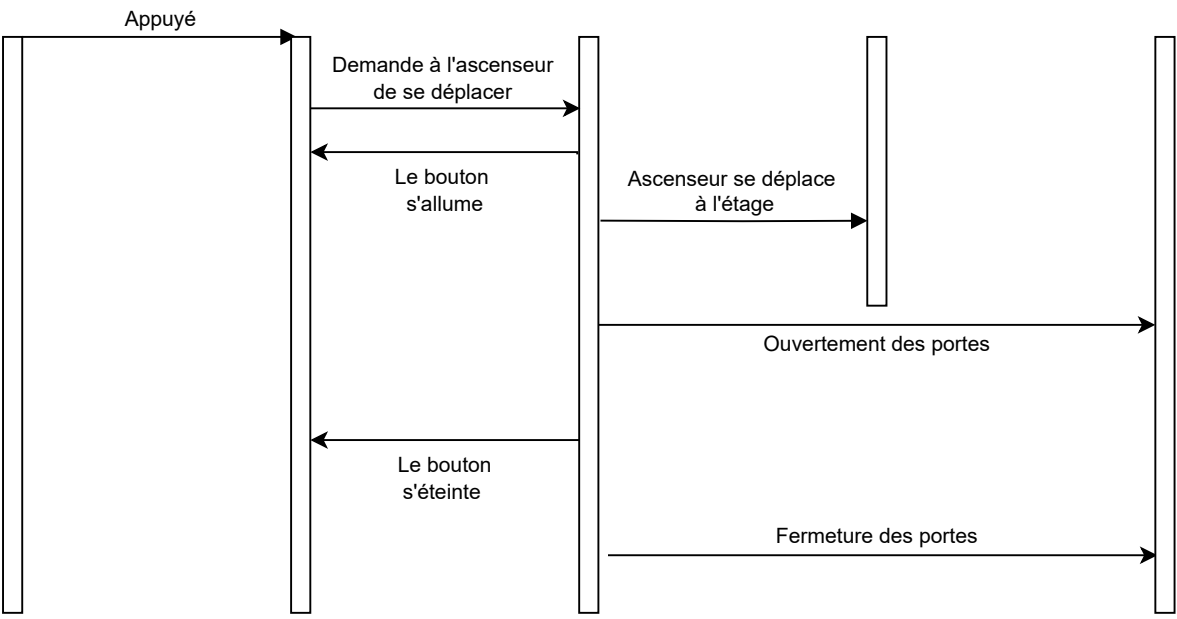 Appuyé
Demande à l'ascenseur
de se déplacer
Le bouton
s'allume
Ascenseur se déplace
à l'étage
Ouvertement des portes
Le bouton
s'éteinte
Fermeture des portes